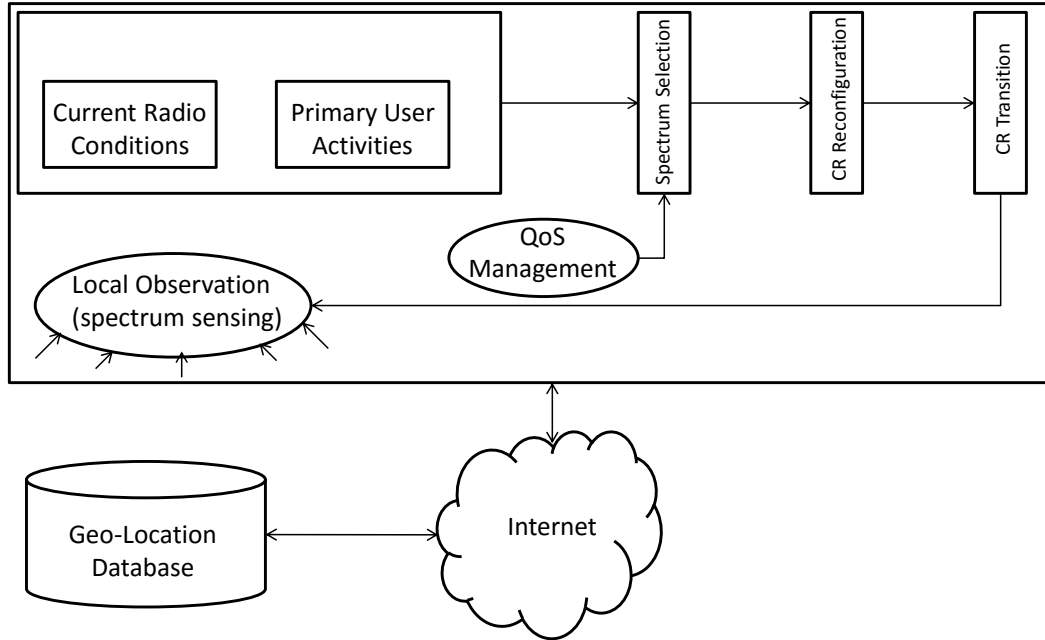 Current Radio
Conditions
Primary User
Activities
Spectrum Selection
CR Reconfiguration
CR Transition
QoS
Management
Local Observation
(spectrum sensing)
Geo-Location
Database
Internet